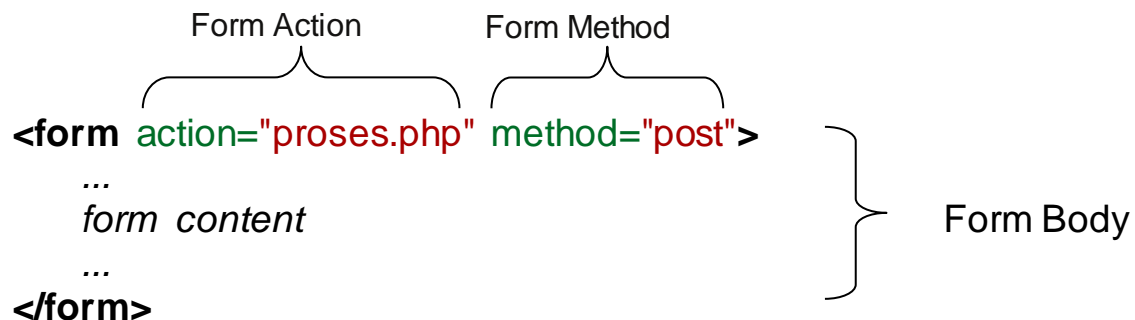 Form Action Form Method
<form action="proses.php" method="post">
...
form content
Form Body
...
</form>